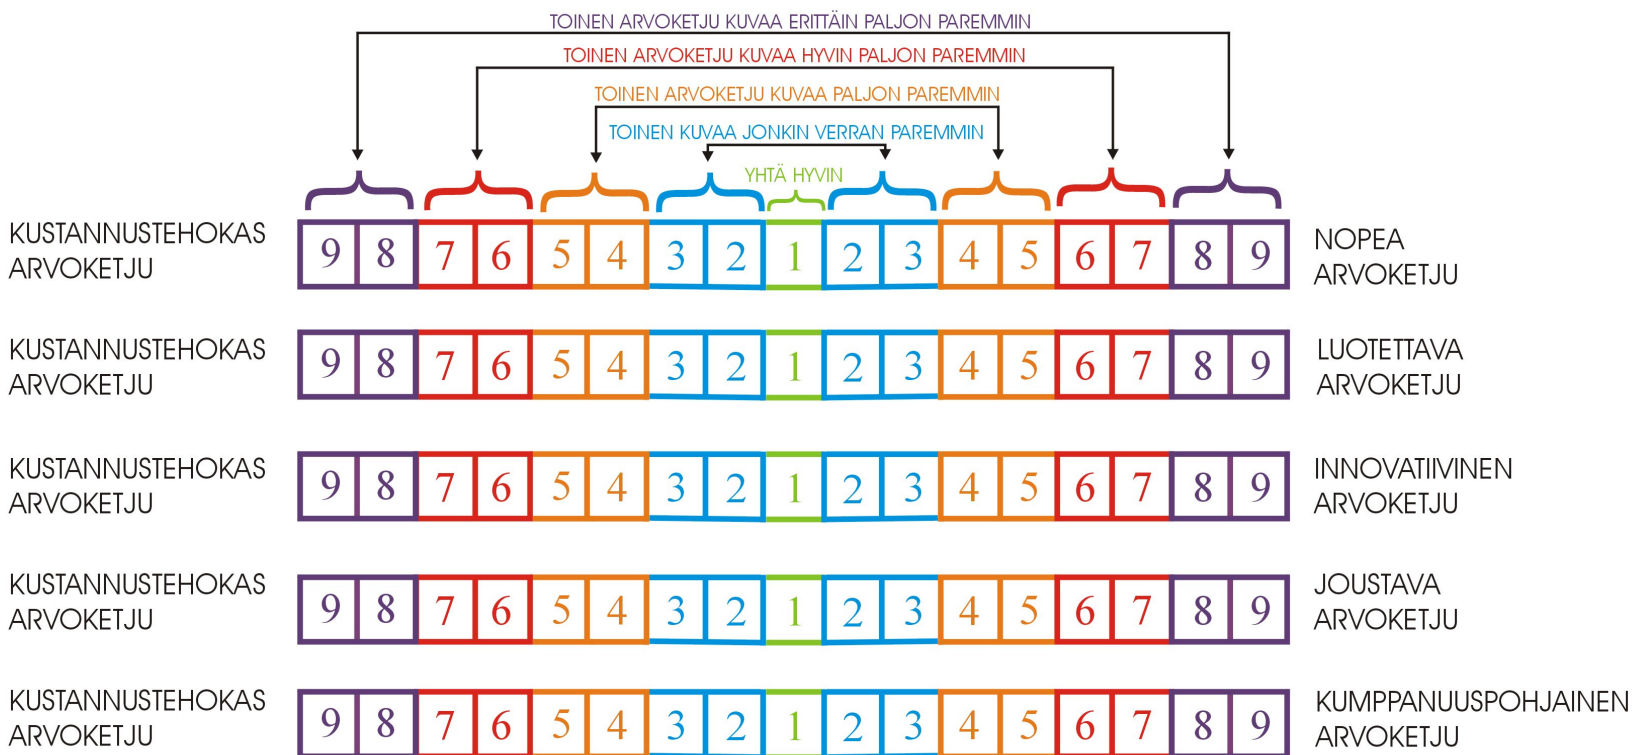 TOINEN ARVOKETJU KUVAA ERITTÄIN PALJON PAREMMIN
TOINEN ARVOKETJU KUVAA HYVIN PALJON PAREMMIN
TOINEN ARVOKETJU KUVAA PALJON PAREMMIN
TOINEN KUVAA JONKIN VERRAN PAREMMIN
YHTÄ HYVIN
KUSTANNUSTEHOKAS
ARVOKETJU
9 8 7 6 5 4 3 2 1 2 3 4 5 6 7 8 9
NOPEA
ARVOKETJU
KUSTANNUSTEHOKAS
ARVOKETJU
9 8 7 6 5 4 3 2 1 2 3 4 5 6 7 8 9
LUOTETTAVA
ARVOKETJU
KUSTANNUSTEHOKAS
ARVOKETJU
9 8 7 6 5 4 3 2 1 2 3 4 5 6 7 8 9
INNOVATIIVINEN
ARVOKETJU
KUSTANNUSTEHOKAS
ARVOKETJU
9 8 7 6 5 4 3 2 1 2 3 4 5 6 7 8 9
JOUSTAVA
ARVOKETJU
KUSTANNUSTEHOKAS
ARVOKETJU
9 8 7 6 5 4 3 2 1 2 3 4 5 6 7 8 9
KUMPPANUUSPOHJAINEN
ARVOKETJU